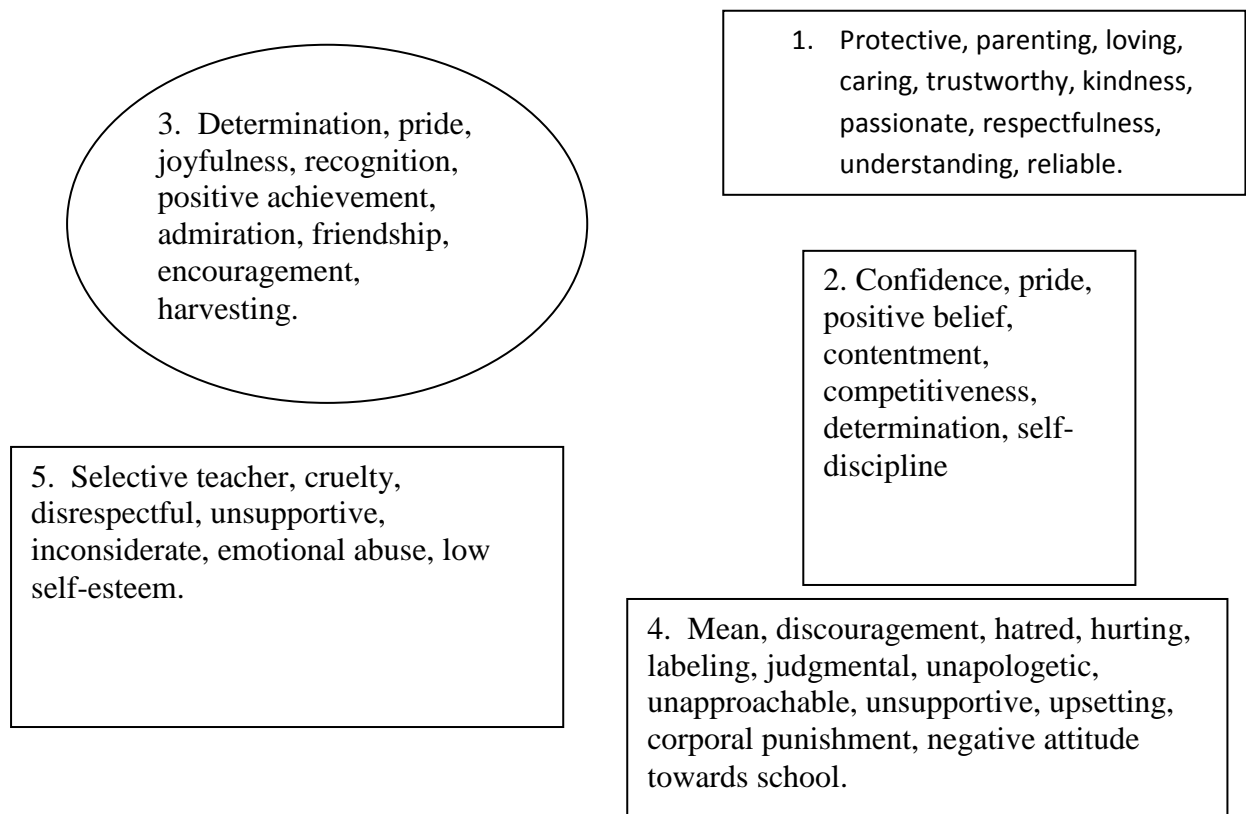 1. Protective, parenting, loving,
caring, trustworthy, kindness,
passionate, respectfulness,
understanding, reliable.
3. Determination, pride,
joyfulness, recognition,
positive achievement,
admiration, friendship,
encouragement,
harvesting.
2. Confidence, pride,
positive belief,
contentment,
competitiveness,
determination, self-
discipline
5. Selective teacher, cruelty,
disrespectful, unsupportive,
inconsiderate, emotional abuse, low
self-esteem.
4. Mean, discouragement, hatred, hurting,
labeling, judgmental, unapologetic,
unapproachable, unsupportive, upsetting,
corporal punishment, negative attitude
towards school.